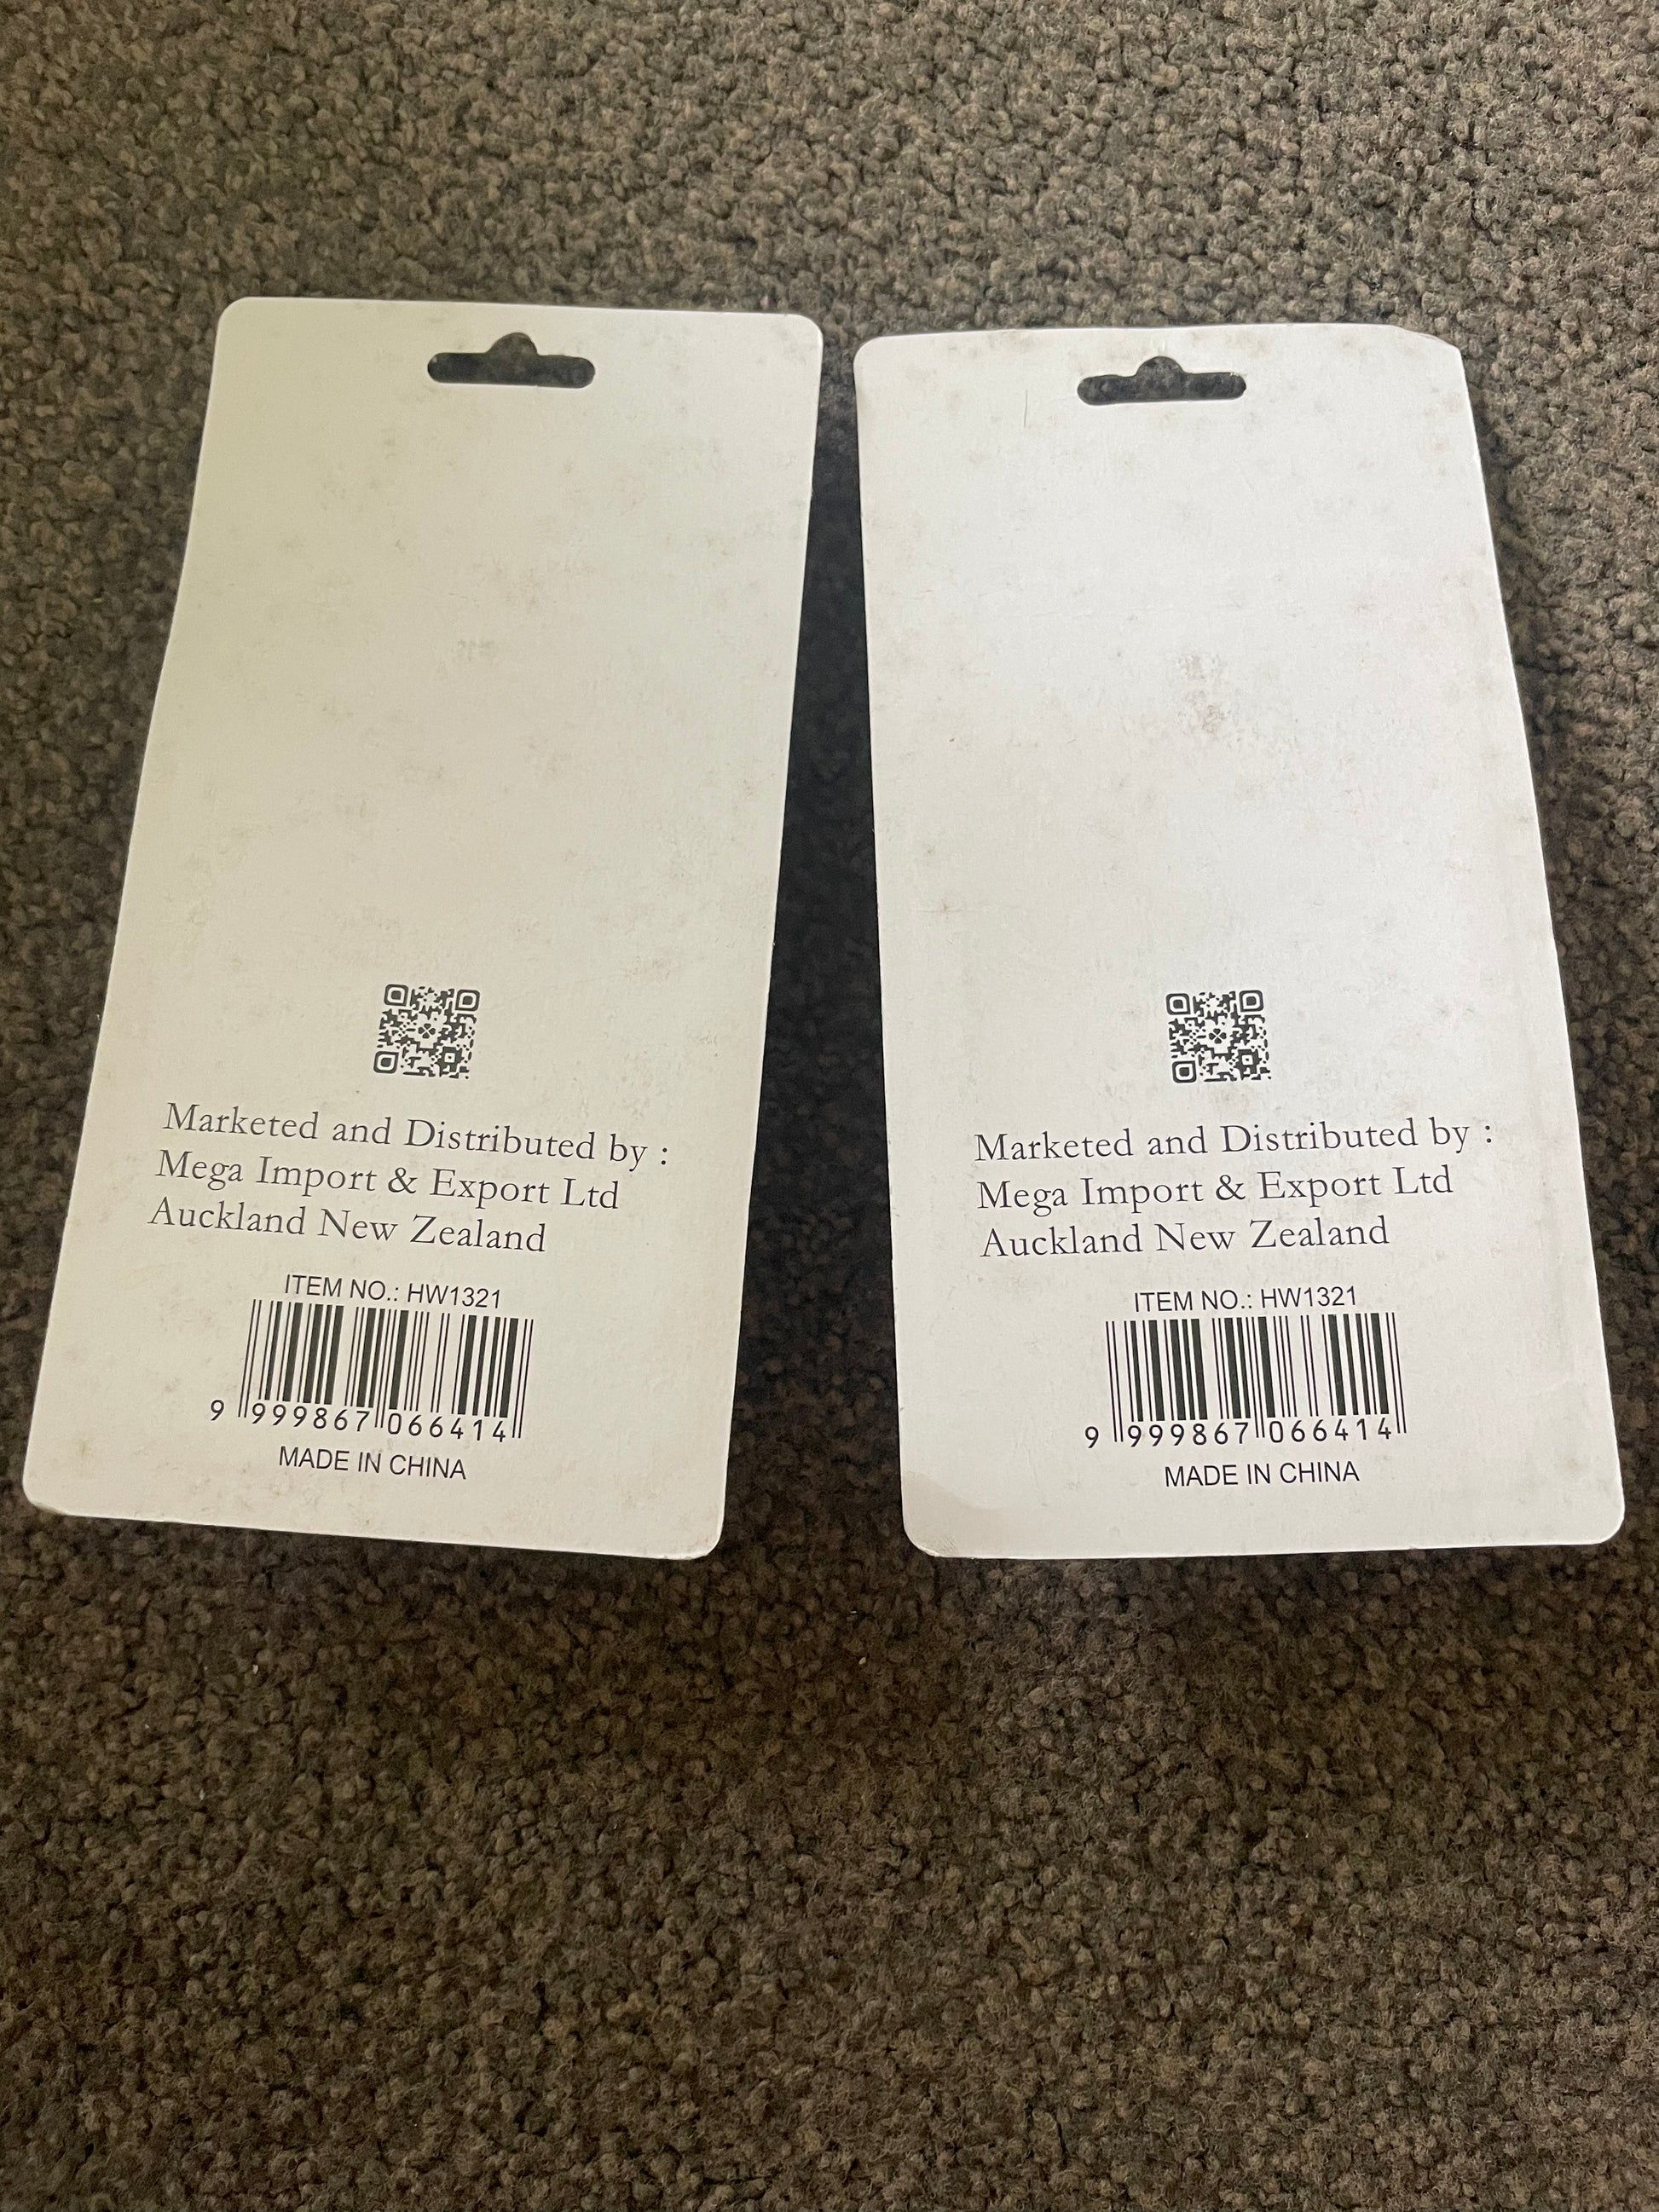 Marketed and Distributed by :
Mega Import & Export Ltd
Auckland New Zealand
ITEM NO.: HW1321
9 999867 066414
MADE IN CHINA
Marketed and Distributed by :
Mega Import & Export Ltd
Auckland New Zealand
ITEM NO.: HW1321
9 999867 066414
MADE IN CHINA